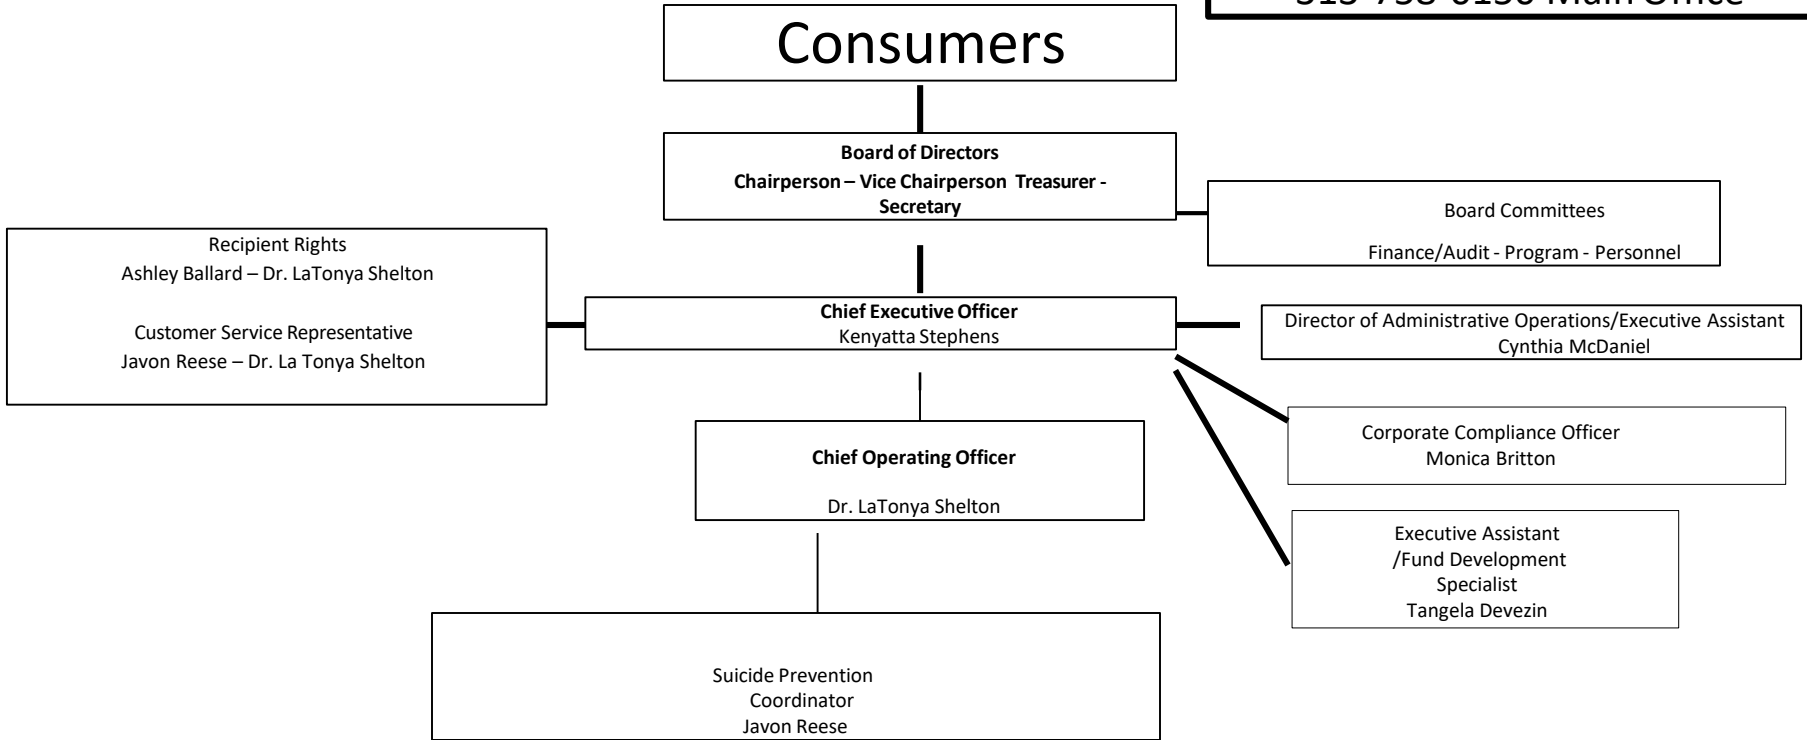 Main Office
Consumers
Board of Directors
Chairperson – Vice Chairperson Treasurer -
Secretary
Board Committees
Finance/Audit - Program - Personnel
Recipient Rights
Ashley Ballard – Dr. LaTonya Shelton
Customer Service Representative
Javon Reese – Dr. La Tonya Shelton
Chief Executive Officer
Kenyatta Stephens
Director of Administrative Operations/Executive Assistant
Cynthia McDaniel
Chief Operating Officer
Dr. LaTonya Shelton
Corporate Compliance Officer
Monica Britton
Executive Assistant
/Fund Development
Specialist
Tangela Devezin
Suicide Prevention
Coordinator
Javon Reese